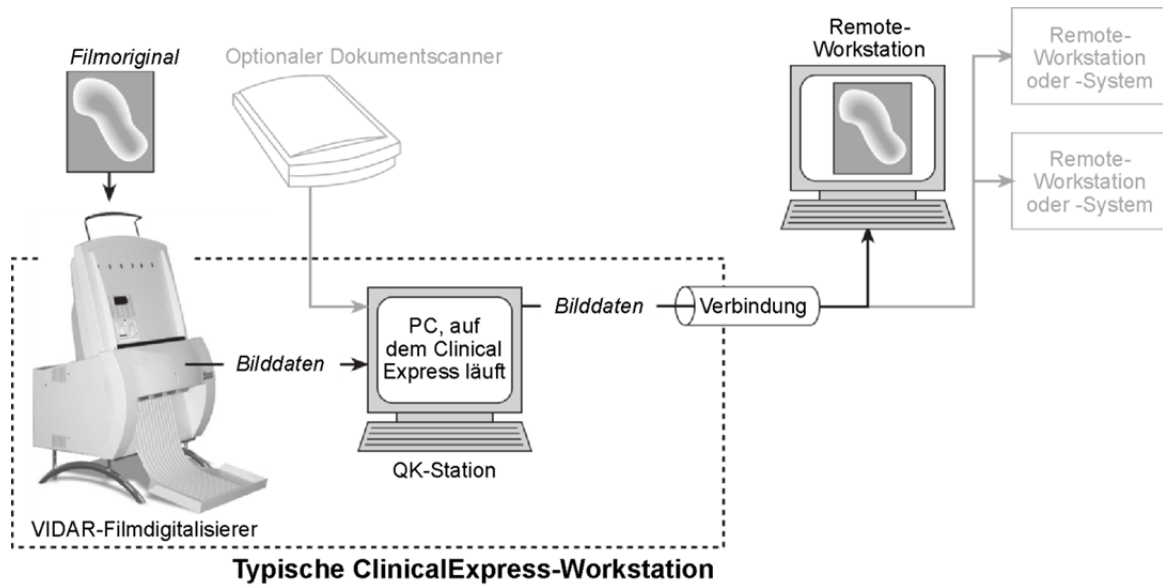 Filmoriginal
Optionaler Dokumentscanner
Remote-
Workstation
Remote-
Workstation
oder -System
Remote-
Workstation
oder -System
Bilddaten
PC, auf
dem Clinical
Express läuft
Bilddaten
Verbindung
QK-Station
VIDAR-Filmdigitalisierer
Typische ClinicalExpress-Workstation